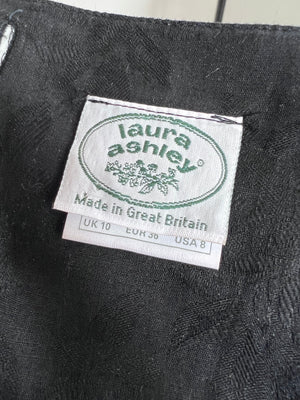 laura
ashley®
Made in Great Britain
UK 10 EUR 36 USA 8